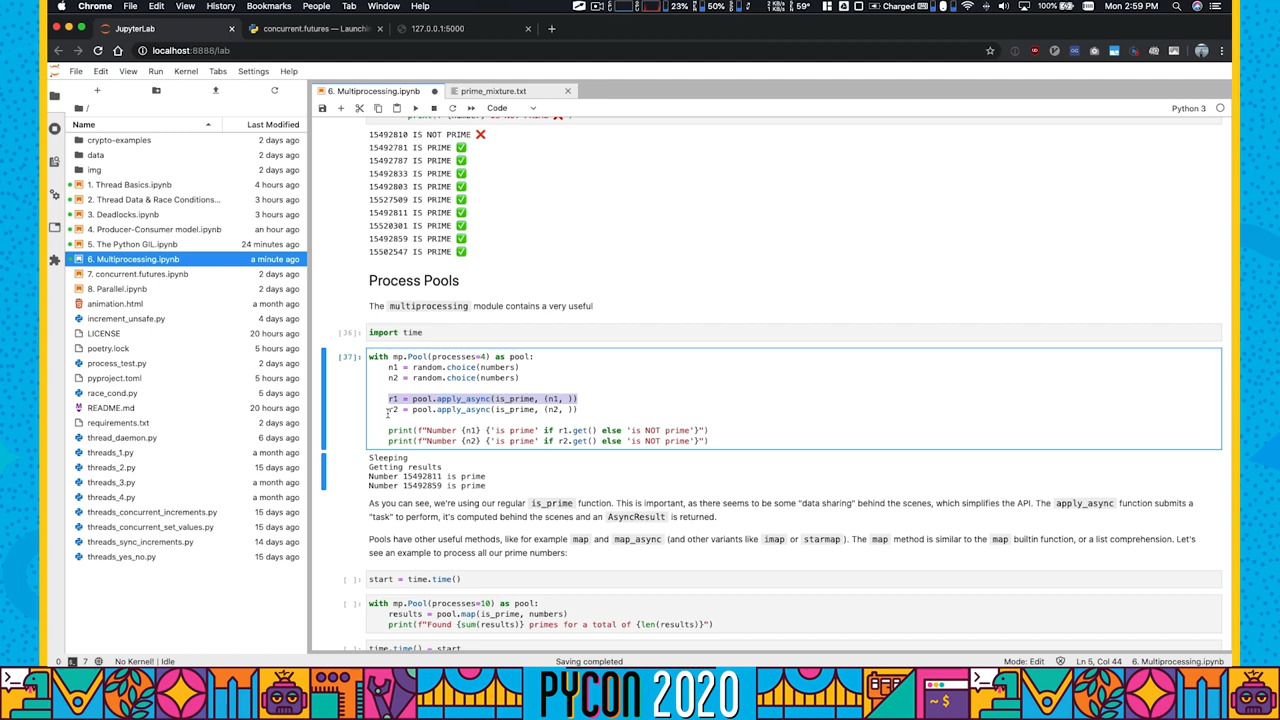 Chrome File Edit View History Bookmarks People Tab Window Help
23% 50% 59° Charged 100% Mon 2:59 PM
JupyterLab × concurrent.futures — Launchi × 127.0.0.1:5000 × +
localhost:8888/lab
File Edit View Run Kernel Tabs Settings Help
6. Multiprocessing.ipynb ● prime_mixture.txt ×
Code Python 3
/
Name Last Modified
crypto-examples 2 days ago
data 2 days ago
img 2 days ago
1. Thread Basics.ipynb 4 hours ago
2. Thread Data & Race Conditions... 3 hours ago
3. Deadlocks.ipynb 3 hours ago
4. Producer-Consumer model.ipynb an hour ago
5. The Python GIL.ipynb 24 minutes ago
6. Multiprocessing.ipynb a minute ago
7. concurrent.futures.ipynb 2 days ago
8. Parallel.ipynb 2 days ago
animation.html a month ago
increment_unsafe.py 4 days ago
LICENSE 20 hours ago
poetry.lock 5 hours ago
process_test.py 2 days ago
pyproject.toml 2 days ago
race_cond.py 5 days ago
README.md 20 hours ago
requirements.txt 2 days ago
thread_daemon.py 6 days ago
threads_1.py 2 days ago
threads_2.py 15 days ago
threads_3.py 2 days ago
threads_4.py 2 days ago
threads_concurrent_increments.py 15 days ago
threads_concurrent_set_values.py 14 days ago
threads_sync_increments.py 14 days ago
threads_yes_no.py 15 days ago
15492810 IS NOT PRIME ❌
15492781 IS PRIME ✅
15492787 IS PRIME ✅
15492833 IS PRIME ✅
15492803 IS PRIME ✅
15527509 IS PRIME ✅
15492811 IS PRIME ✅
15520301 IS PRIME ✅
15492859 IS PRIME ✅
15502547 IS PRIME ✅
Process Pools
The multiprocessing module contains a very useful
[36]: import time
[37]: with mp.Pool(processes=4) as pool:
n1 = random.choice(numbers)
n2 = random.choice(numbers)
r1 = pool.apply_async(is_prime, (n1, ))
r2 = pool.apply_async(is_prime, (n2, ))
print(f"Number {n1} {'is prime' if r1.get() else 'is NOT prime'}")
print(f"Number {n2} {'is prime' if r2.get() else 'is NOT prime'}")
Sleeping
Getting results
Number 15492811 is prime
Number 15492859 is prime
As you can see, we're using our regular is_prime function. This is important, as there seems to be some "data sharing" behind the scenes, which simplifies the API. The apply_async function submits a
"task" to perform, it's computed behind the scenes and an AsyncResult is returned.
Pools have other useful methods, like for example map and map_async (and other variants like imap or starmap). The map method is similar to the map builtin function, or a list comprehension. Let's
see an example to process all our prime numbers:
[ ]: start = time.time()
[ ]: with mp.Pool(processes=10) as pool:
results = pool.map(is_prime, numbers)
print(f"Found {sum(results)} primes for a total of {len(results)}")
[ ]: time.time() - start
0 7 No Kernel! | Idle Saving completed Mode: Edit Ln 5, Col 44 6. Multiprocessing.ipynb
PYCON 2020